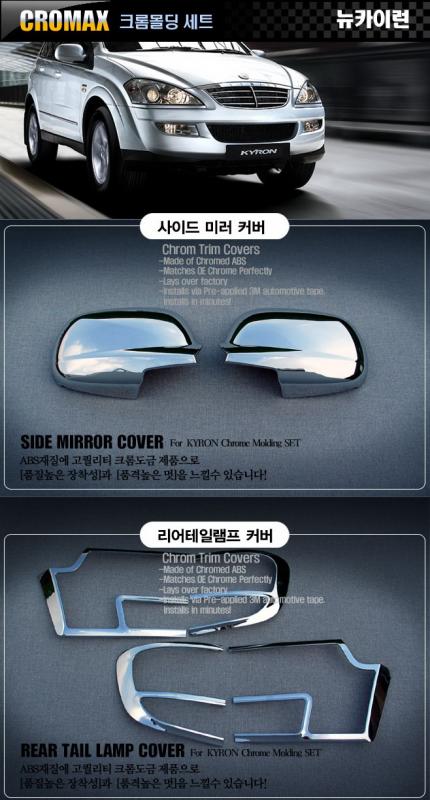 CROMAX 크롬몰딩 세트
뉴카이런
KYRON
사이드 미러 커버
Chrom Trim Covers
-Made of Chromed ABS
-Matches OE Chrome Perfectly
-Lays over factory
-Installs via Pre-applied 3M automotive tape.
Installs in minutes!
SIDE MIRROR COVER For KYRON Chrome Molding SET
ABS재질에 고퀄리티 크롬도금 제품으로
[품질높은 장착성]과 [품격높은 멋]을 느낄수 있습니다!
리어테일램프 커버
Chrom Trim Covers
-Made of Chromed ABS
-Matches OE Chrome Perfectly
-Lays over factory
-Installs via Pre-applied 3M automotive tape.
Installs in minutes!
REAR TAIL LAMP COVER For KYRON Chrome Molding SET
ABS재질에 고퀄리티 크롬도금 제품으로
[품질높은 장착성]과 [품격높은 멋]을 느낄수 있습니다!